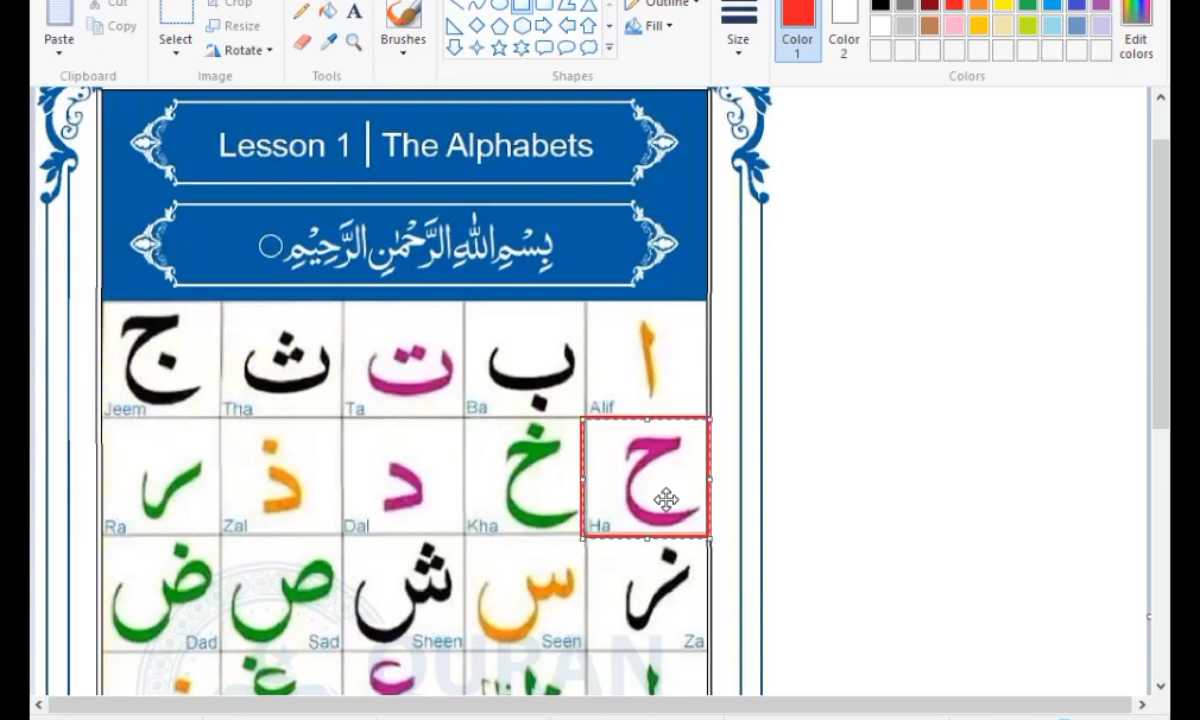 Cut
Crop
Outline
Paste
Copy
Select
Resize
Rotate
A
Brushes
Fill
Size
Color 1
Color 2
Edit colors
Clipboard
Image
Tools
Shapes
Colors
Lesson 1 | The Alphabets
بِسْمِ اللّٰهِ الرَّحْمٰنِ الرَّحِيْمِ
ا ب ت ث ج
Alif Ba Ta Tha Jeem
ح خ د ذ ر
Ha Kha Dal Zal Ra
ز س ش ص ض
Za Seen Sheen Sad Dad
QURAN